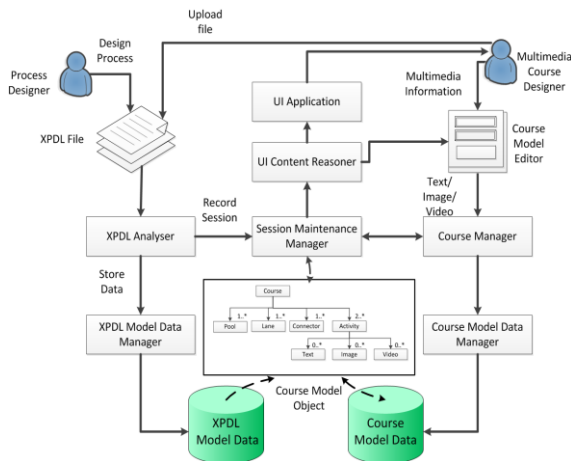 Upload
file
Design
Process
Process
Designer
Multimedia
Course
Designer
Multimedia
Information
UI Application
XPDL File
UI Content Reasoner
Course
Model
Editor
Text/
Image/
Video
Record
Session
XPDL Analyser
Session Maintenance
Manager
Course Manager
Store
Data
Course
1..*
1..*
1..*
2..*
Pool
Lane
Connector
Activity
0..*
0..*
0..*
Text
Image
Video
XPDL Model Data
Manager
Course Model Data
Manager
Course Model
Object
XPDL
Model Data
Course
Model Data